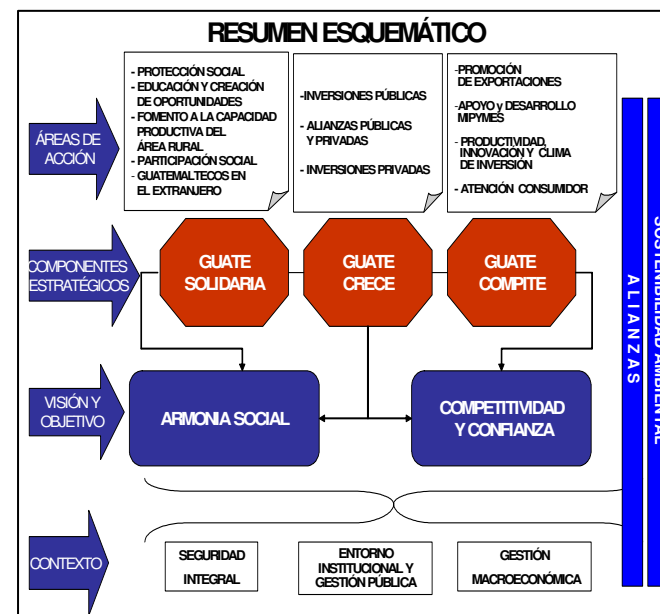 RESUMEN ESQUEMÁTICO
ÁREAS DE
ACCIÓN
- PROTECCIÓN SOCIAL
- EDUCACIÓN Y CREACIÓN
DE OPORTUNIDADES
- FOMENTO A LA CAPACIDAD
PRODUCTIVA DEL
ÁREA RURAL
- PARTICIPACIÓN SOCIAL
- GUATEMALTECOS EN
EL EXTRANJERO
-INVERSIONES PÚBLICAS
- ALIANZAS PÚBLICAS
Y PRIVADAS
- INVERSIONES PRIVADAS
-PROMOCIÓN
DE EXPORTACIONES
- APOYO y DESARROLLO
MIPYMES
- PRODUCTIVIDAD,
INNOVACIÓN Y CLIMA
DE INVERSIÓN
- ATENCIÓN CONSUMIDOR
COMPONENTES
ESTRATÉGICOS
GUATE
SOLIDARIA
GUATE
CRECE
GUATE
COMPITE
VISIÓN Y
OBJETIVO
ARMONIA SOCIAL
COMPETITIVIDAD
Y CONFIANZA
CONTEXTO
SEGURIDAD
INTEGRAL
ENTORNO
INSTITUCIONAL Y
GESTIÓN PÚBLICA
GESTIÓN
MACROECONÓMICA
ALIANZAS
SOSTENIBILIDAD AMBIENTAL